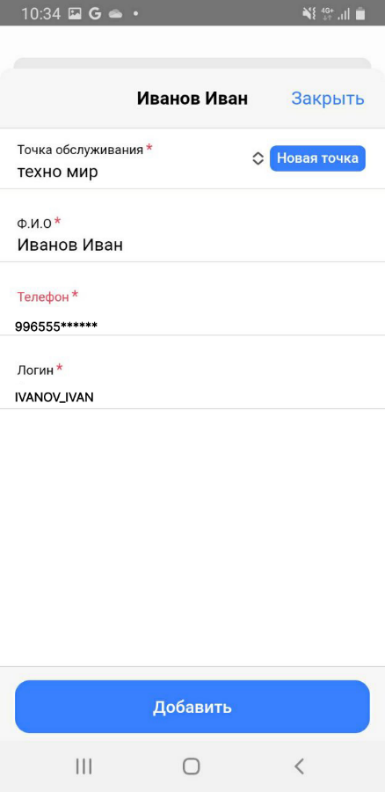 10:34 G
Иванов Иван Закрыть
Точка обслуживания *
техно мир
Новая точка
Ф.И.О *
Иванов Иван
Телефон *
996555******
Логин *
IVANOV_IVAN
Добавить